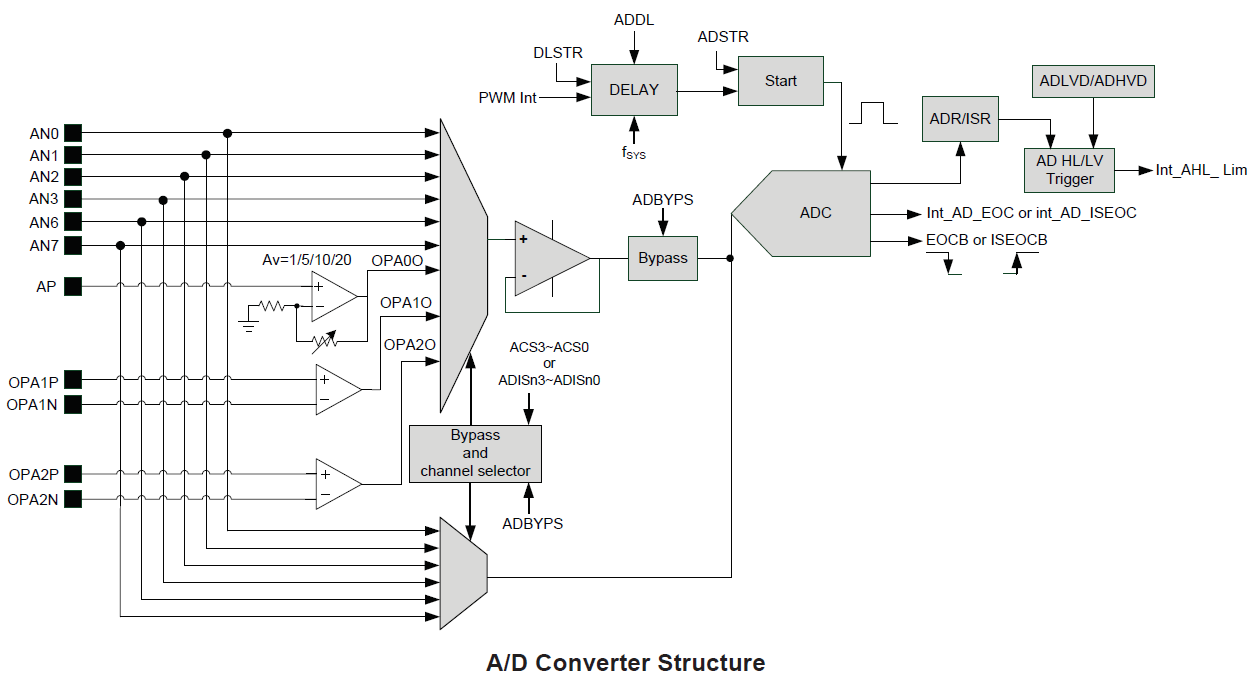 ADDL
ADSTR
DLSTR
PWM Int
DELAY
Start
fSYS
ADLVD/ADHVD
ADR/ISR
AD HL/LV
Trigger
Int_AHL_ Lim
AN0
AN1
AN2
AN3
AN6
AN7
AP
Av=1/5/10/20
OPA0O
OPA1O
OPA2O
+
-
ADBYPS
Bypass
ADC
Int_AD_EOC or int_AD_ISEOC
EOCB or ISEOCB
+
−
OPA1P
OPA1N
+
−
OPA2P
OPA2N
+
−
ACS3~ACS0
or
ADISn3~ADISn0
Bypass
and
channel selector
ADBYPS
A/D Converter Structure